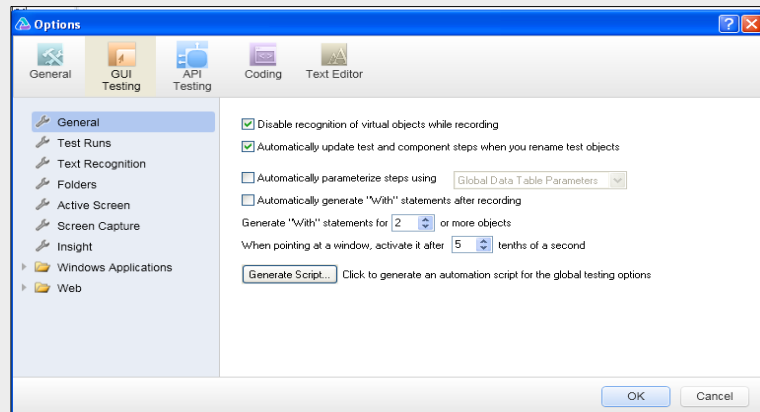 Options
General
GUI
Testing
API
Testing
Coding
Text Editor
General
Test Runs
Text Recognition
Folders
Active Screen
Screen Capture
Insight
Windows Applications
Web
Disable recognition of virtual objects while recording
Automatically update test and component steps when you rename test objects
Automatically parameterize steps using Global Data Table Parameters
Automatically generate "With" statements after recording
Generate "With" statements for 2 or more objects
When pointing at a window, activate it after 5 tenths of a second
Generate Script... Click to generate an automation script for the global testing options
OK Cancel